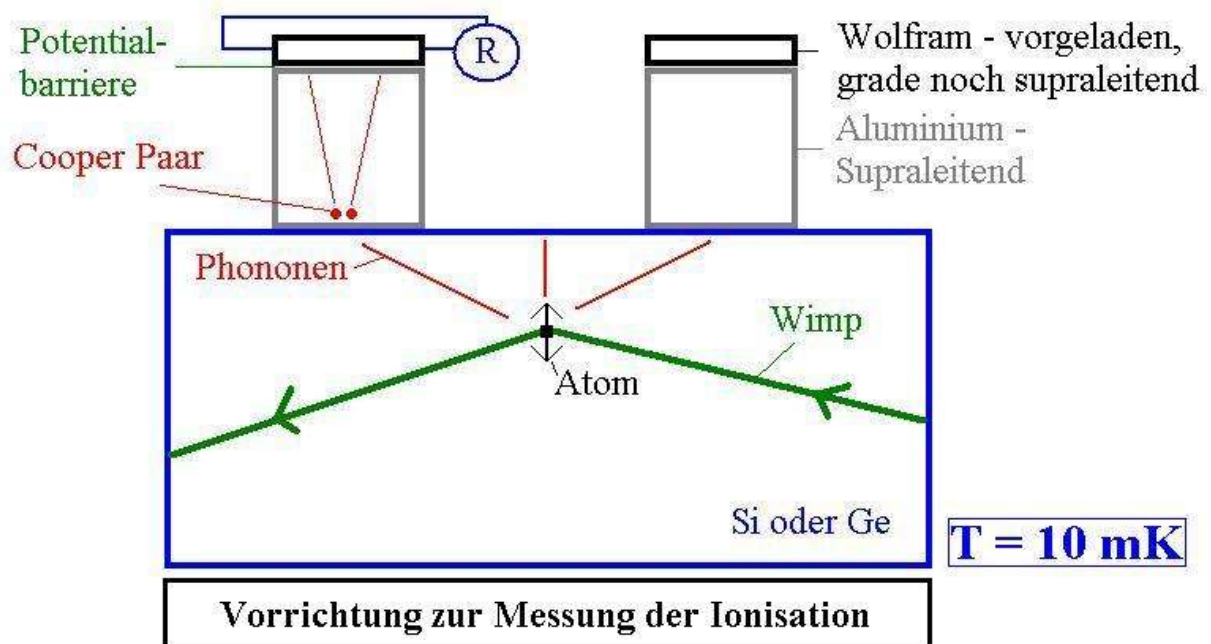 Potential-
barriere
R
Wolfram - vorgeladen,
grade noch supraleitend
Cooper Paar
Aluminium -
Supraleitend
Phononen
Wimp
Atom
Si oder Ge
T = 10 mK
Vorrichtung zur Messung der Ionisation